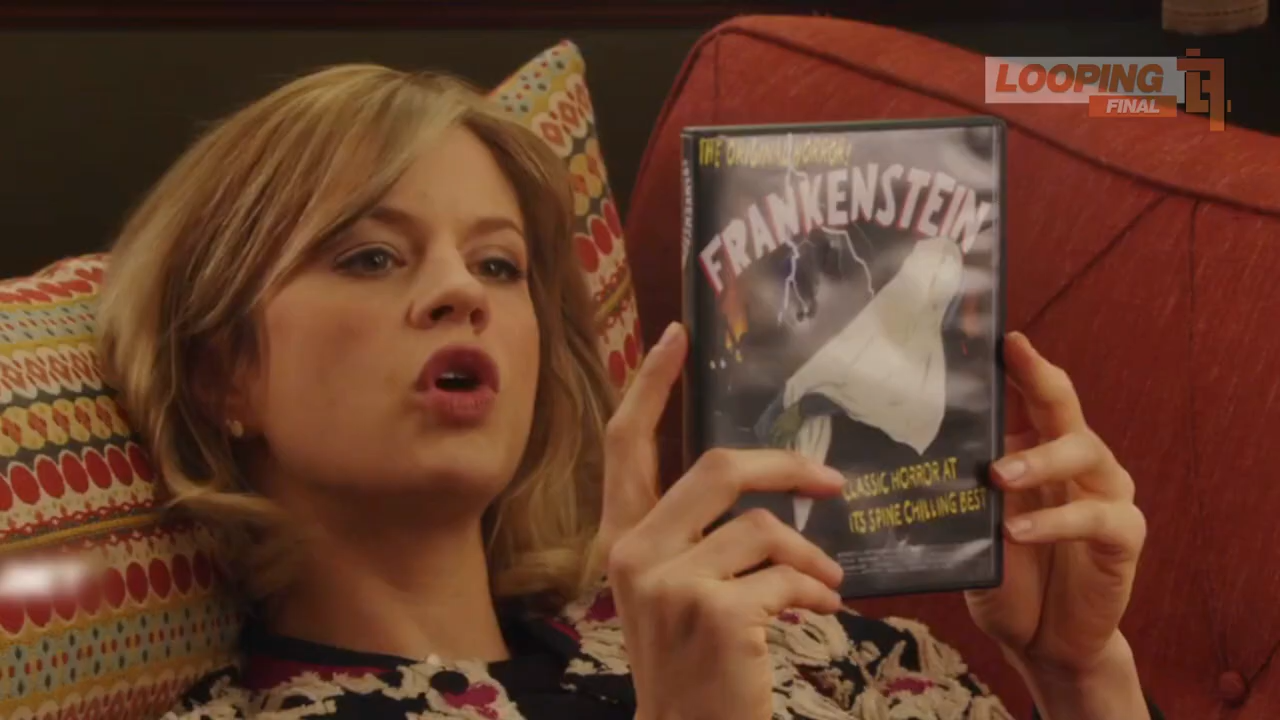 LOOPING
FINAL
THE ORIGINAL HORROR!
FRANKENSTEIN
CLASSIC HORROR AT
ITS SPINE CHILLING BEST